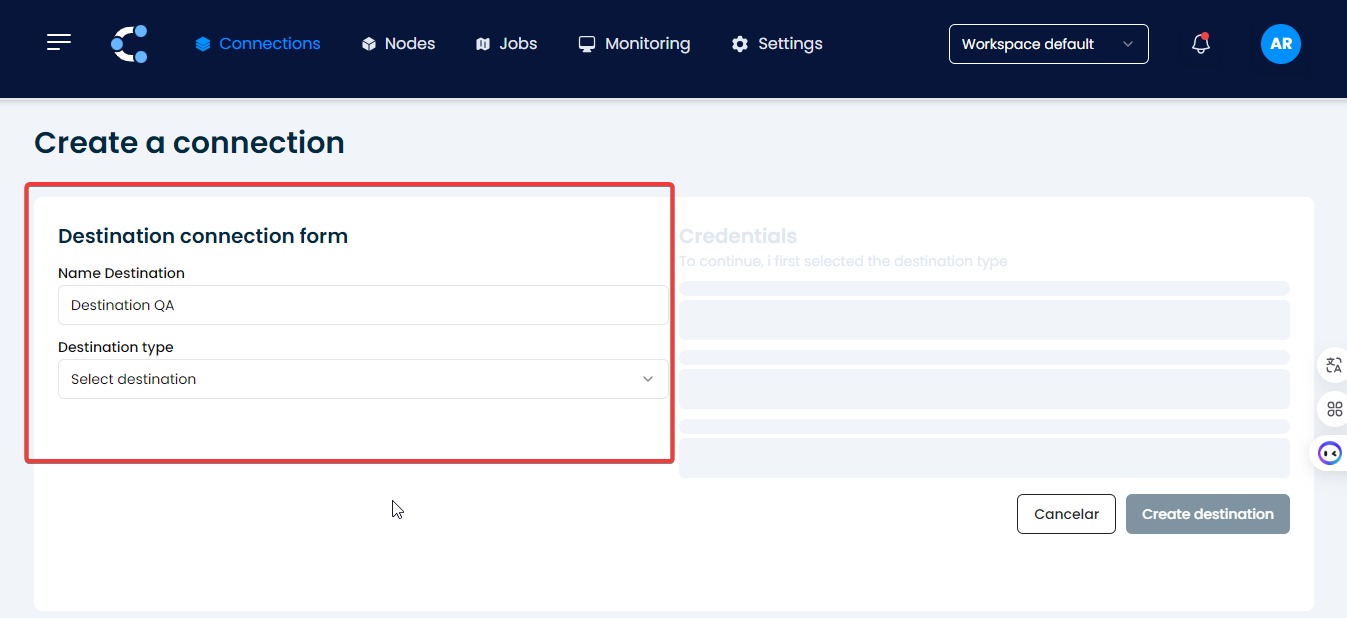 Connections
Nodes
Jobs
Monitoring
Settings
Workspace default
AR
Create a connection
Destination connection form
Name Destination
Destination QA
Destination type
Select destination
Credentials
To continue, i first selected the destination type
Cancelar
Create destination